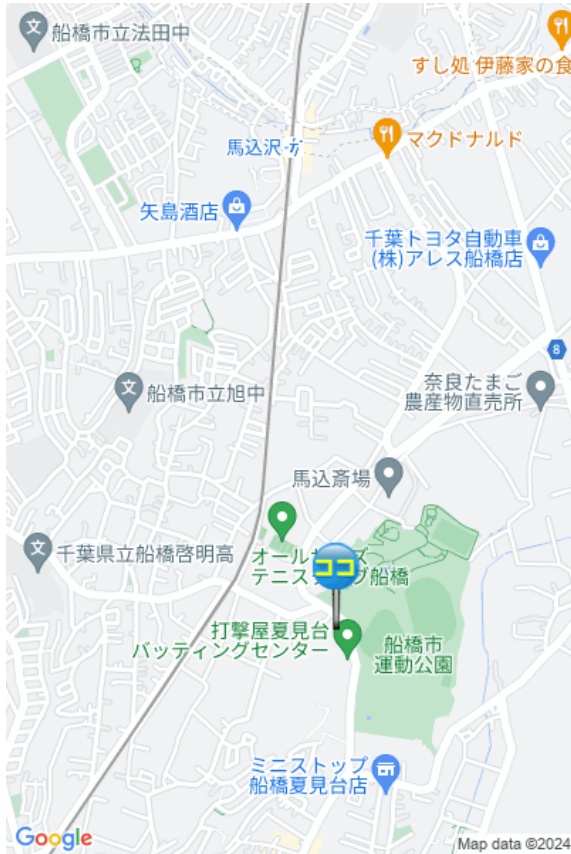 船橋市立法田中
すし処 伊藤家の食
馬込沢
マクドナルド
矢島酒店
千葉トヨタ自動車
(株)アレス船橋店
8
奈良たまご
農産物直売所
船橋市立旭中
馬込斎場
千葉県立船橋啓明高
オール
ズ
テニス
ブ船橋
ココ
打撃屋夏見台
バッティングセンター
船橋市
運動公園
ミニストップ
船橋夏見台店
Google
Map data ©2024